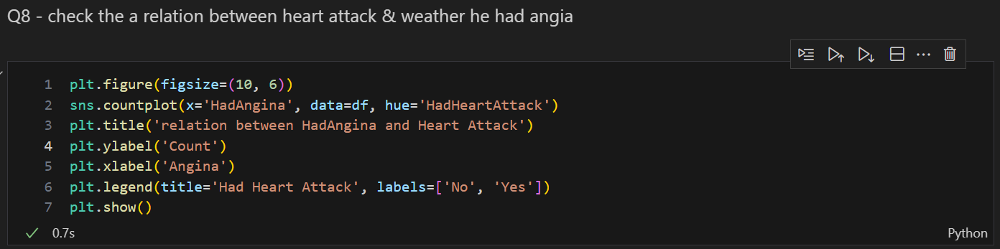 Q8 - check the a relation between heart attack & weather he had angia
1 plt.figure(figsize=(10, 6))
2 sns.countplot(x='HadAngina', data=df, hue='HadHeartAttack')
3 plt.title('relation between HadAngina and Heart Attack')
4 plt.ylabel('Count')
5 plt.xlabel('Angina')
6 plt.legend(title='Had Heart Attack', labels=['No', 'Yes'])
7 plt.show()
0.7s Python